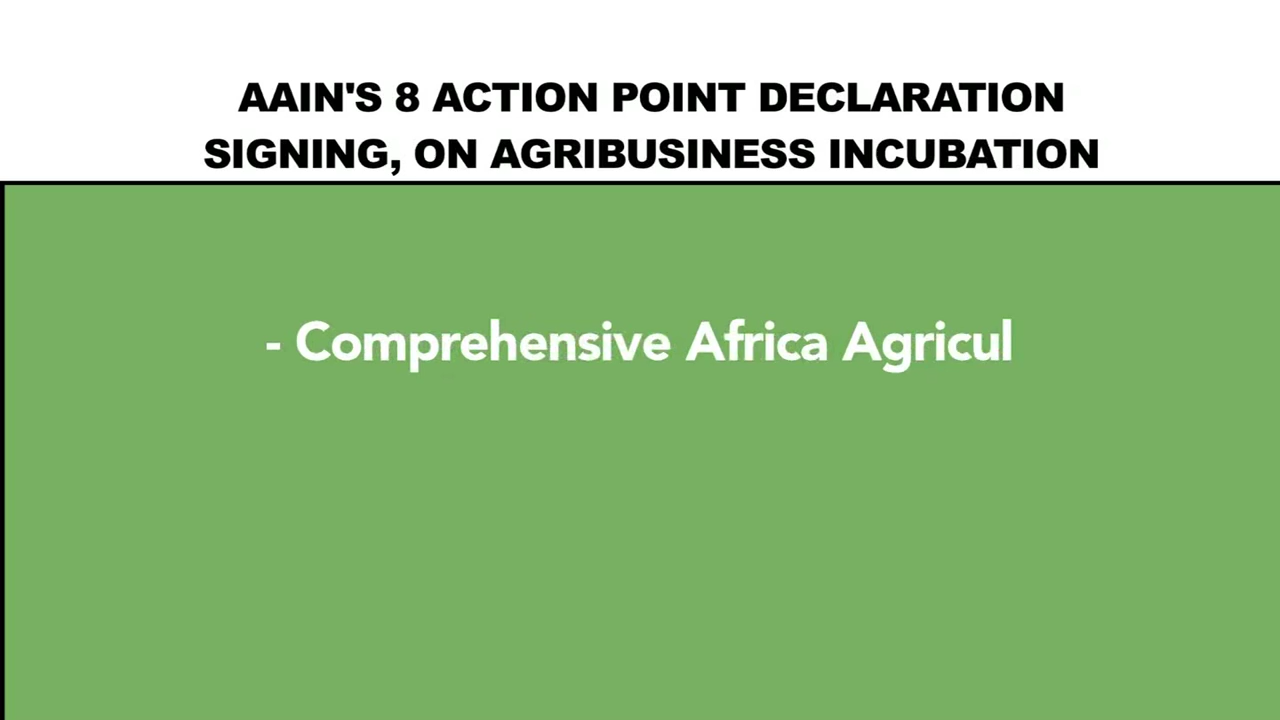 AAIN'S 8 ACTION POINT DECLARATION
SIGNING, ON AGRIBUSINESS INCUBATION
- Comprehensive Africa Agricul